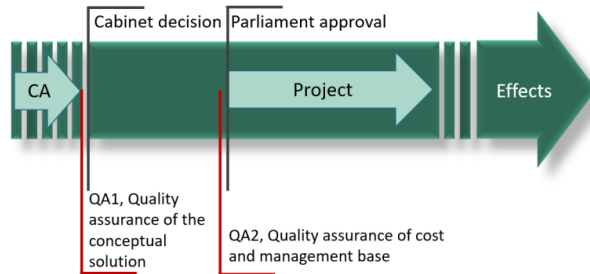 Cabinet decision
Parliament approval
CA
Project
Effects
QA1, Quality
assurance of the
conceptual
solution
QA2, Quality assurance of cost
and management base